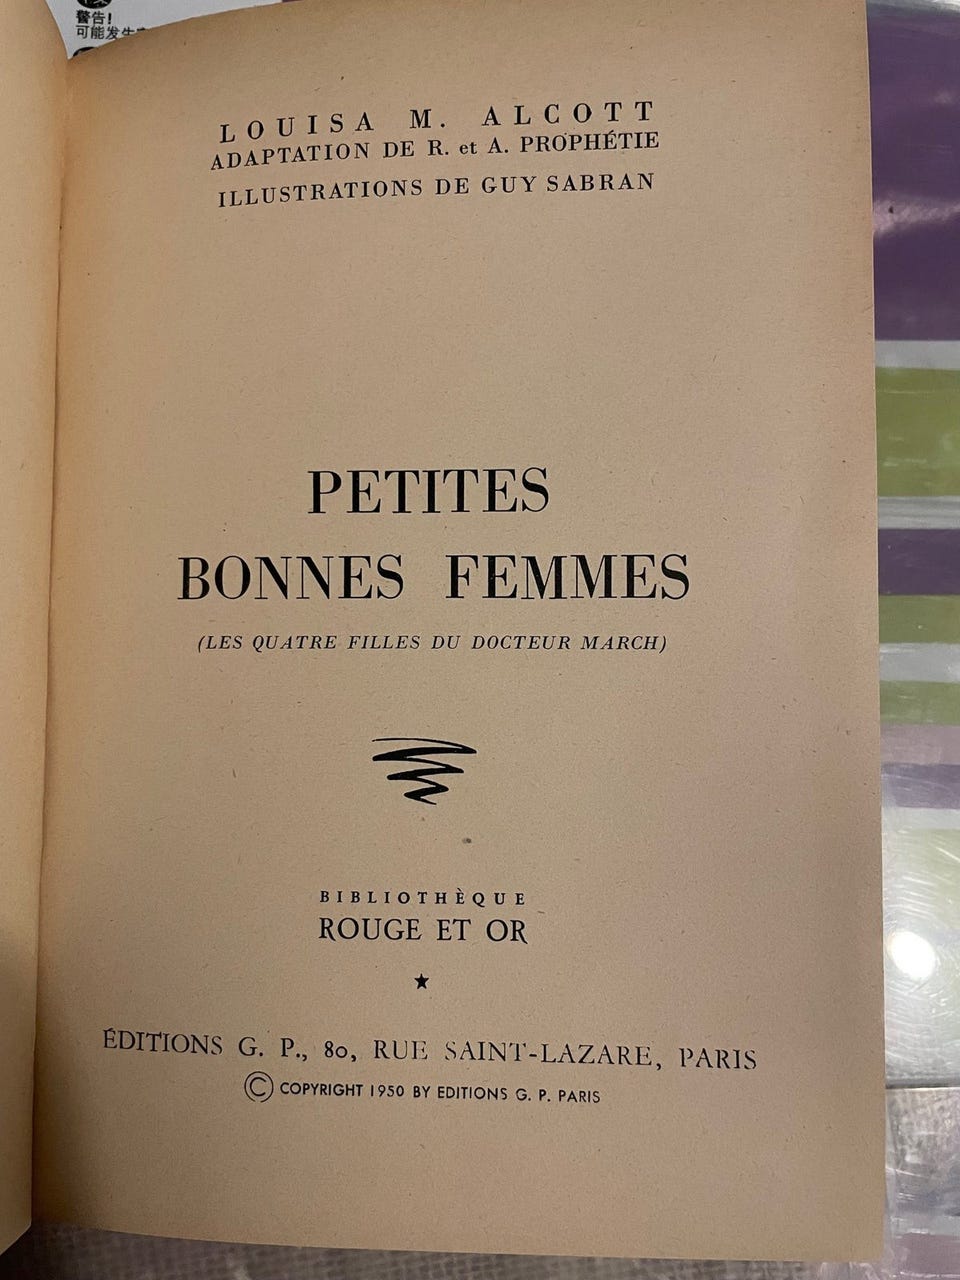 警告!
可能发生
LOUISA M. ALCOTT
ADAPTATION DE R. et A. PROPHÉTIE
ILLUSTRATIONS DE GUY SABRAN
PETITES
BONNES FEMMES
(LES QUATRE FILLES DU DOCTEUR MARCH)
BIBLIOTHÈQUE
ROUGE ET OR
★
ÉDITIONS G. P., 80, RUE SAINT-LAZARE, PARIS
© COPYRIGHT 1950 BY EDITIONS G. P. PARIS